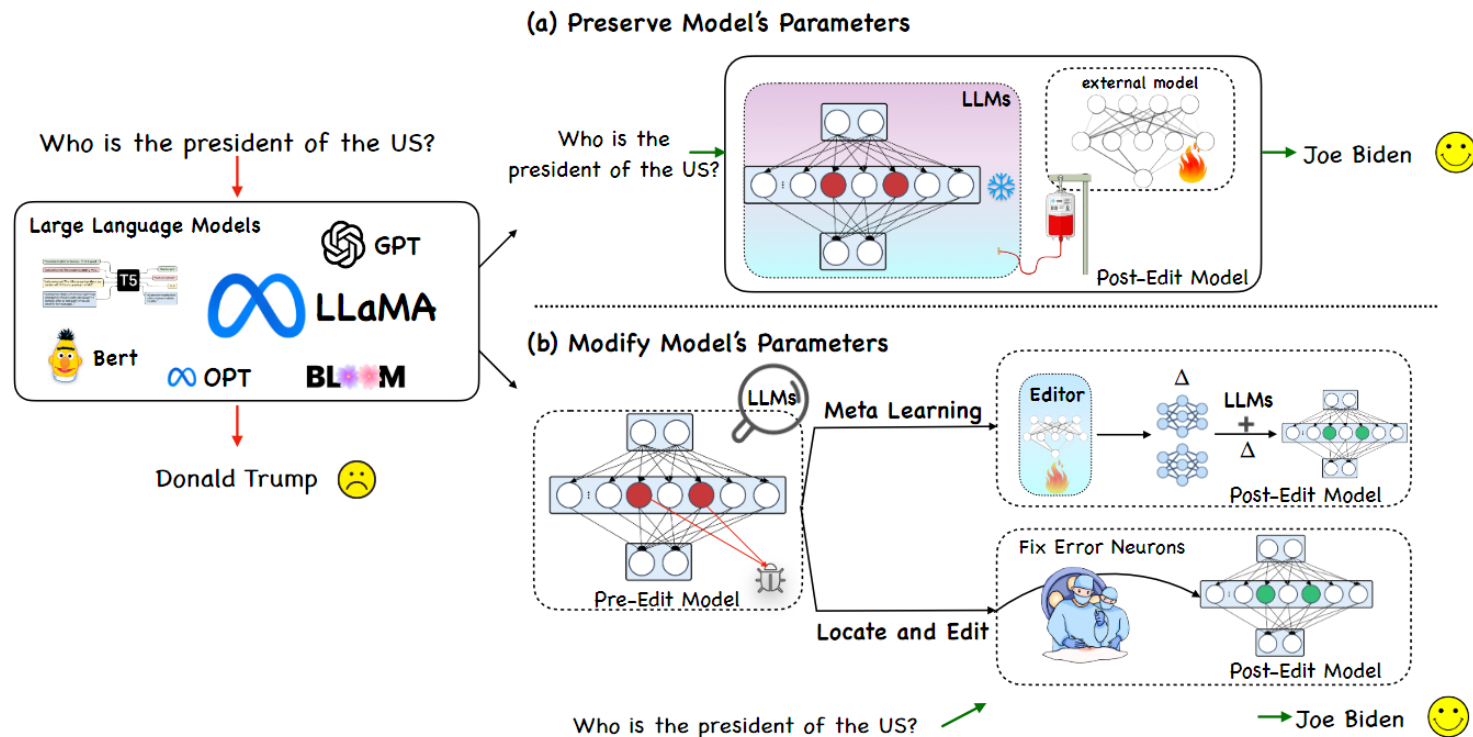 (a) Preserve Model's Parameters
Who is the president of the US?
Large Language Models
GPT
T5
LLaMA
Bert
OPT
BLOOM
Donald Trump
Who is the
president of the US?
LLMs
external model
Post-Edit Model
Joe Biden
(b) Modify Model's Parameters
LLMs
Pre-Edit Model
Meta Learning
Editor
Δ
LLMs
+
Δ
Post-Edit Model
Locate and Edit
Fix Error Neurons
Post-Edit Model
Who is the president of the US?
Joe Biden